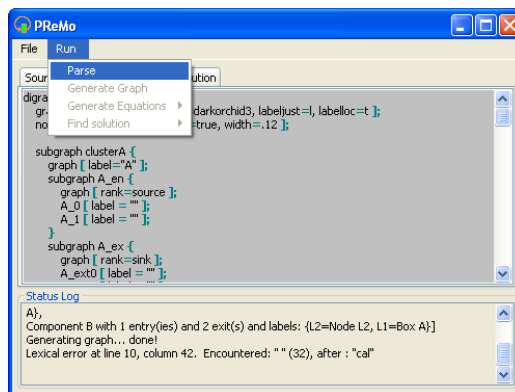 PReMo
File Run
Sour ution
Parse
Generate Graph
Generate Equations
Find solution
digra
gr darkorchid3, labeljust=l, labelloc=t ];
no =true, width=.12 ];
subgraph clusterA {
graph [ label="A" ];
subgraph A_en {
graph [ rank=source ];
A_0 [ label = "" ];
A_1 [ label = "" ];
}
subgraph A_ex {
graph [ rank=sink ];
A_ext0 [ label = "" ];
Status Log
A},
Component B with 1 entry(ies) and 2 exit(s) and labels: {L2=Node L2, L1=Box A}]
Generating graph... done!
Lexical error at line 10, column 42. Encountered: " " (32), after : "cal"